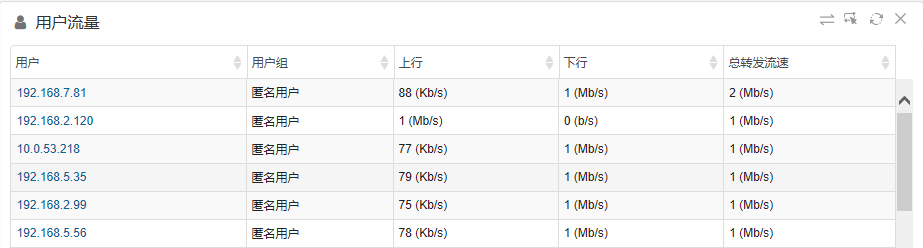 用户流量
用户 用户组 上行 下行 总转发流速
192.168.7.81 匿名用户 88 (Kb/s) 1 (Mb/s) 2 (Mb/s)
192.168.2.120 匿名用户 1 (Mb/s) 0 (b/s) 1 (Mb/s)
10.0.53.218 匿名用户 77 (Kb/s) 1 (Mb/s) 1 (Mb/s)
192.168.5.35 匿名用户 79 (Kb/s) 1 (Mb/s) 1 (Mb/s)
192.168.2.99 匿名用户 75 (Kb/s) 1 (Mb/s) 1 (Mb/s)
192.168.5.56 匿名用户 78 (Kb/s) 1 (Mb/s) 1 (Mb/s)